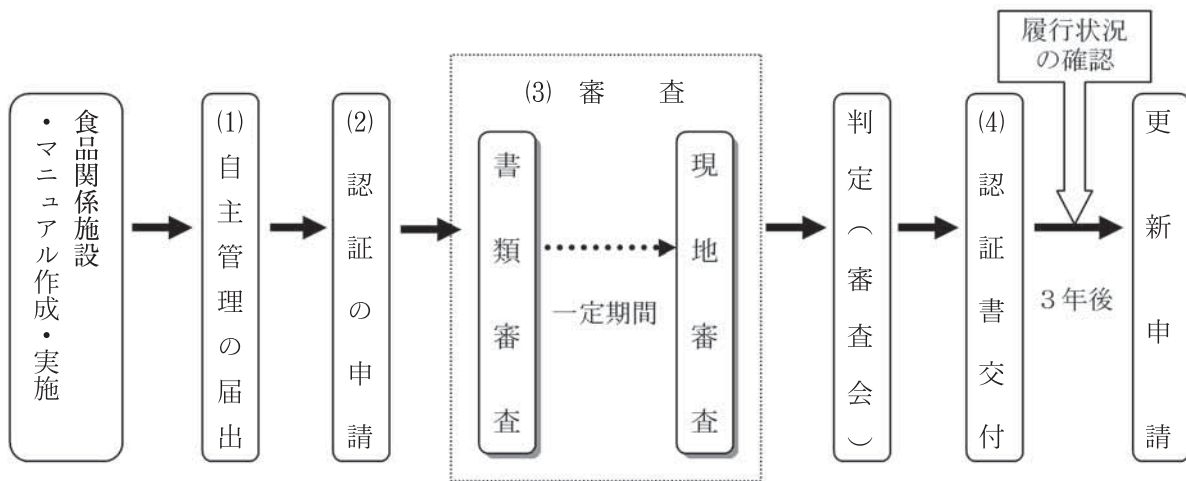 食品関係施設
・マニュアル作成・実施
(1)自主管理の届出
(2)認証の申請
(3) 審 査
書類審査
一定期間
現地審査
判定（審査会）
(4)認証書交付
履行状況
の確認
3年後
更新申請